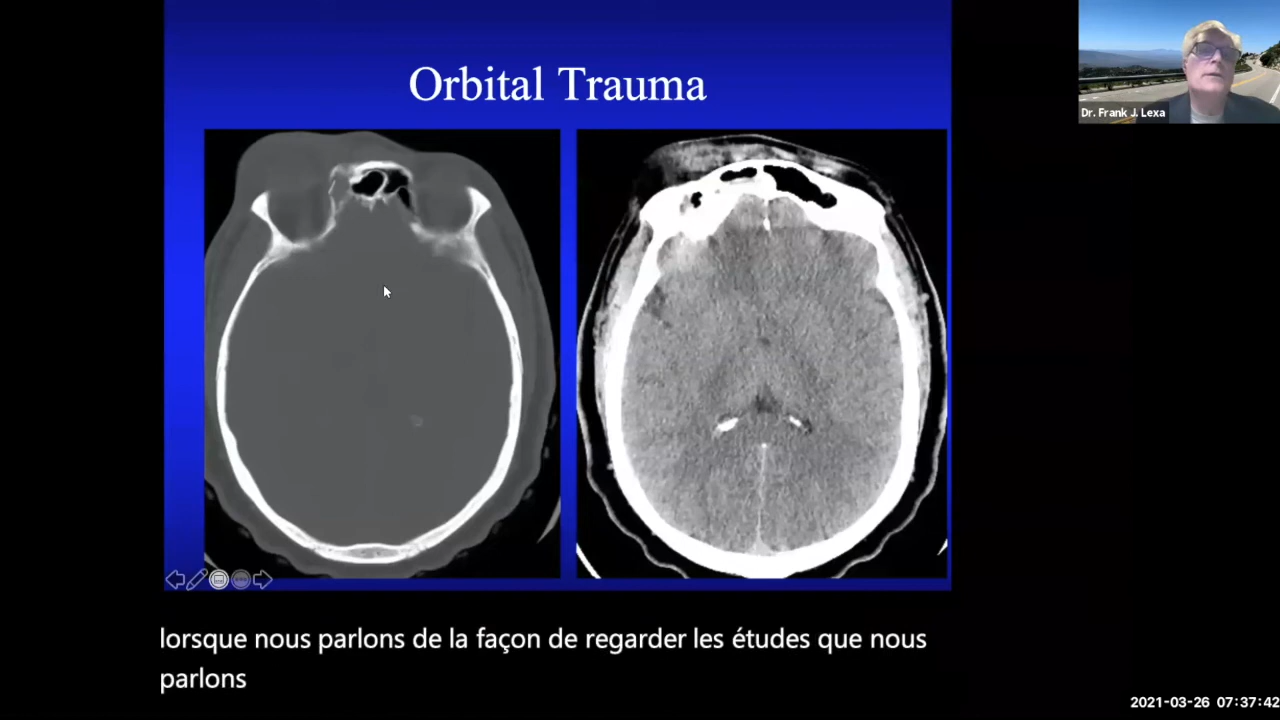 Orbital Trauma
Dr. Frank J. Lexa
lorsque nous parlons de la façon de regarder les études que nous
parlons
2021-03-26 07:37:42